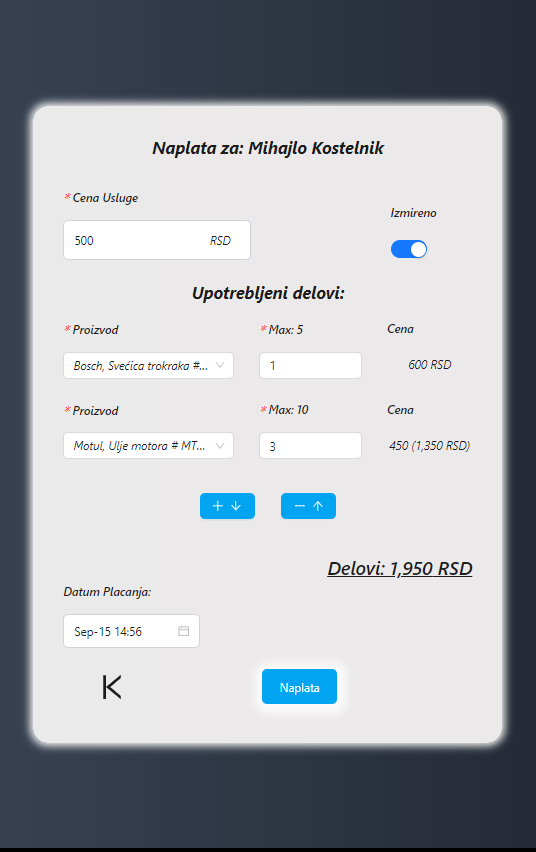 Naplata za: Mihajlo Kostelnik
* Cena Usluge
Izmireno
500 RSD
Upotrebljeni delovi:
* Proizvod * Max: 5 Cena
Bosch, Svećica trokraka #... 1 600 RSD
* Proizvod * Max: 10 Cena
Motul, Ulje motora # MT... 3 450 (1,350 RSD)
+ ↓ − ↑
Delovi: 1,950 RSD
Datum Placanja:
Sep-15 14:56
Naplata